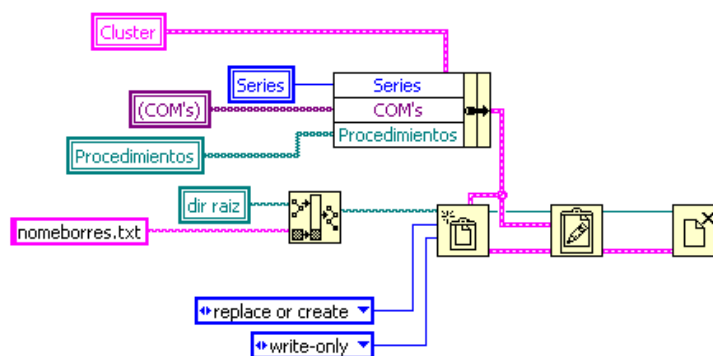 Cluster
Series
Series
(COM's)
COM's
Procedimientos
Procedimientos
dir raiz
nomeborres.txt
replace or create
write-only